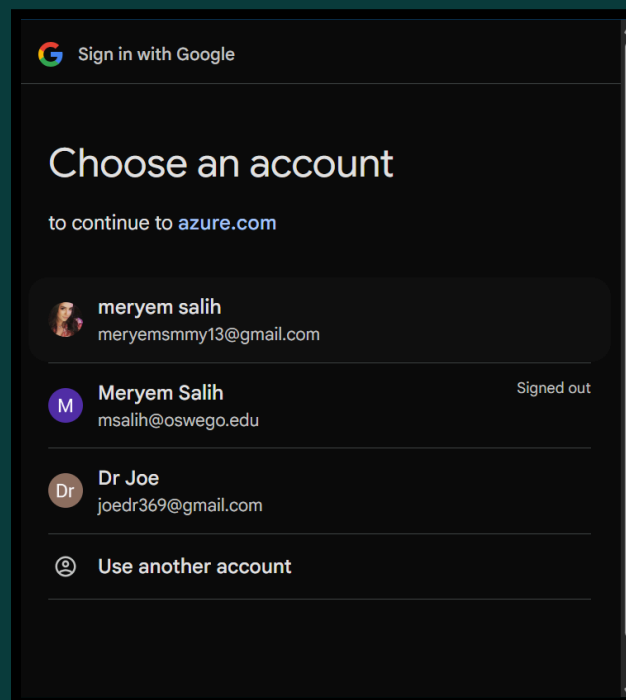 Sign in with Google
Choose an account
to continue to azure.com
meryem salih
meryemsmmy13@gmail.com
Meryem Salih
Signed out
M
msalih@oswego.edu
Dr Joe
Dr
joedr369@gmail.com
Use another account